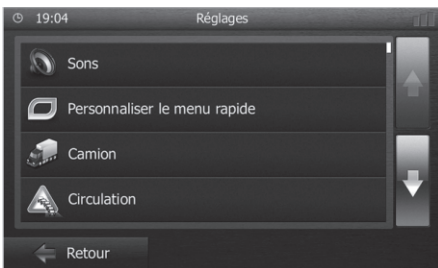 19:04 Réglages
Sons
Personnaliser le menu rapide
Camion
Circulation
Retour